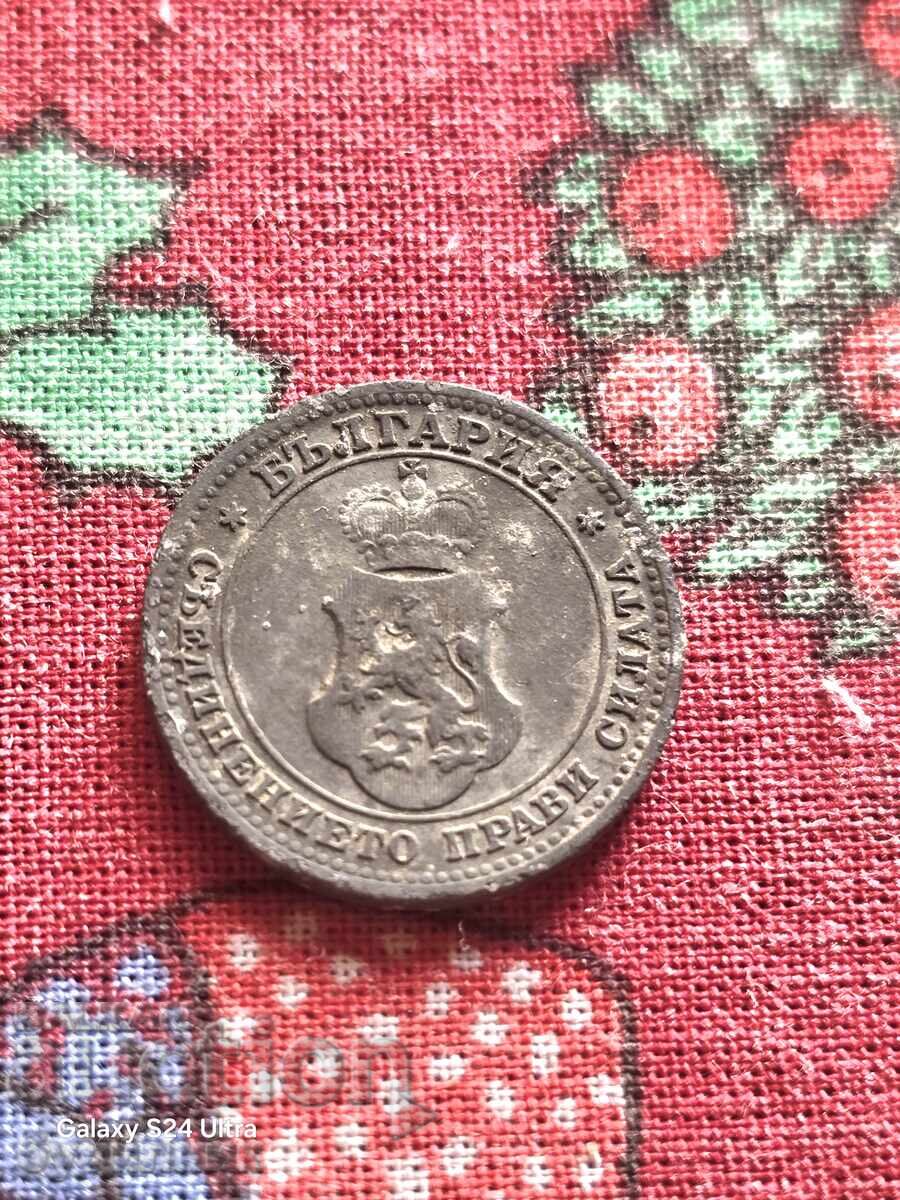 * БЪЛГАРИЯ *
СЪЕДИНЕНИЕТО ПРАВИ СИЛАТА
Galaxy S24 Ultra